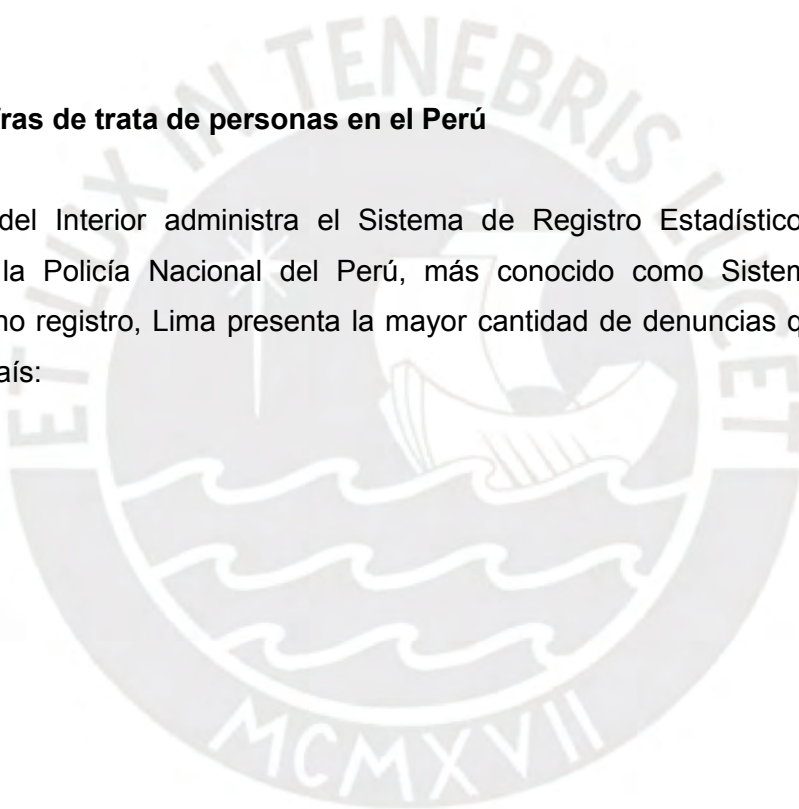 ET LUX IN TENEBRIS LUCET
MCMXVII
ras de trata de personas en el Perú
del Interior administra el Sistema de Registro Estadístico
la Policía Nacional del Perú, más conocido como Sistem
no registro, Lima presenta la mayor cantidad de denuncias q
aís: